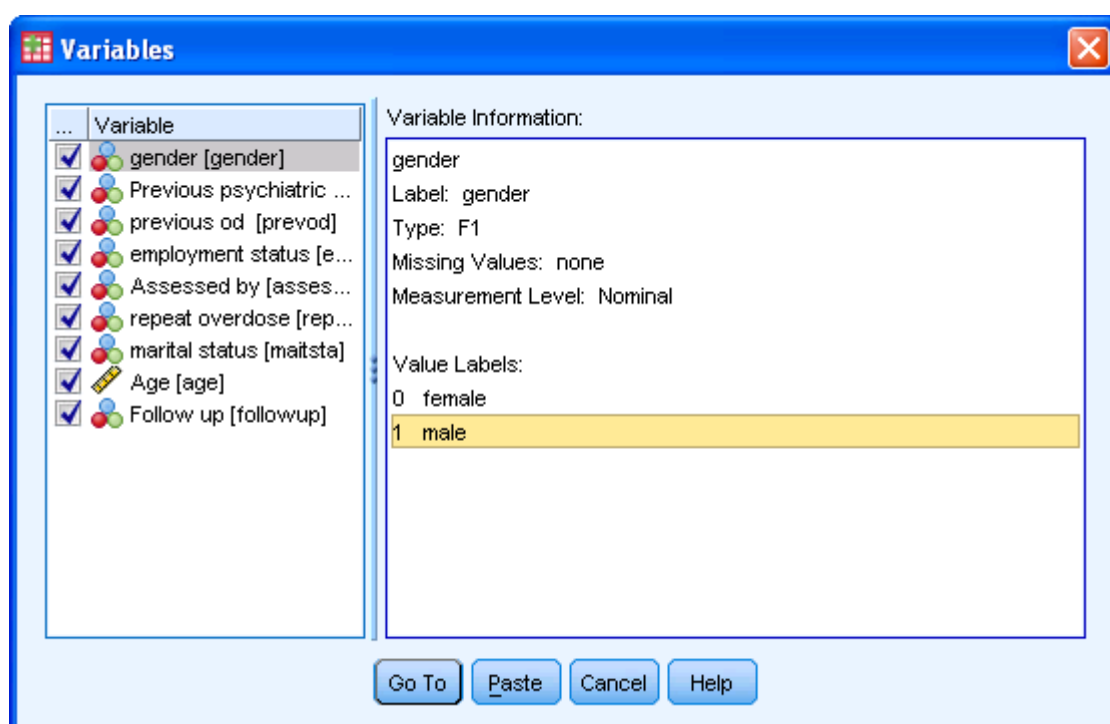 Variables
... Variable
gender [gender]
Previous psychiatric ...
previous od [prevod]
employment status [e...
Assessed by [asses...
repeat overdose [rep...
marital status [maitsta]
Age [age]
Follow up [followup]
Variable Information:
gender
Label: gender
Type: F1
Missing Values: none
Measurement Level: Nominal
Value Labels:
0 female
1 male
Go To Paste Cancel Help